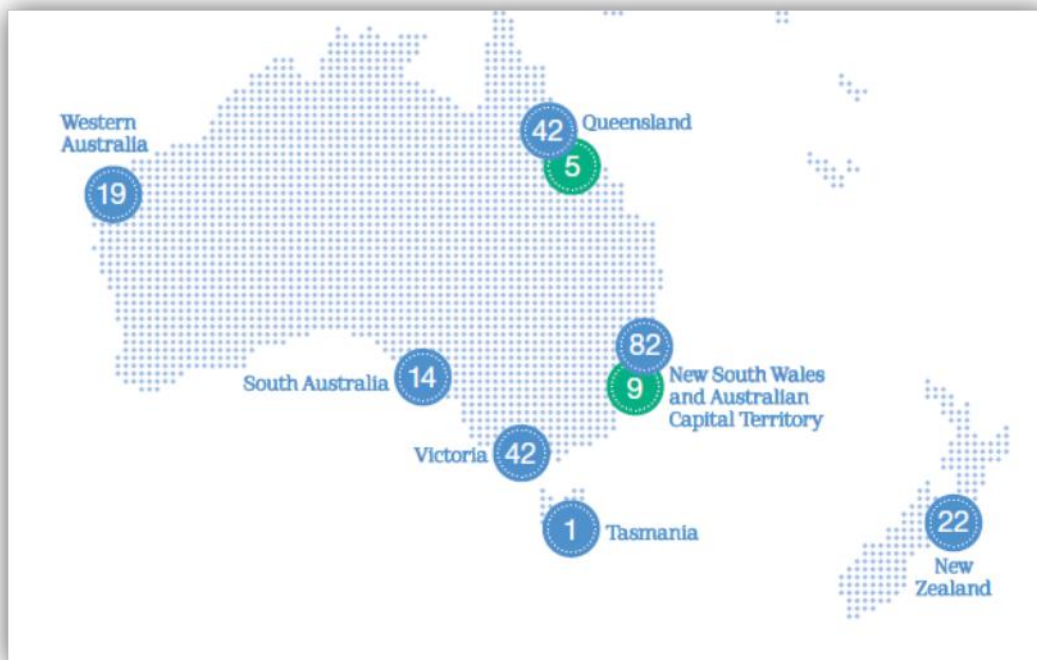 Western
Australia
19
42
Queensland
5
82
9
New South Wales
and Australian
Capital Territory
South Australia
14
Victoria
42
1
Tasmania
22
New
Zealand